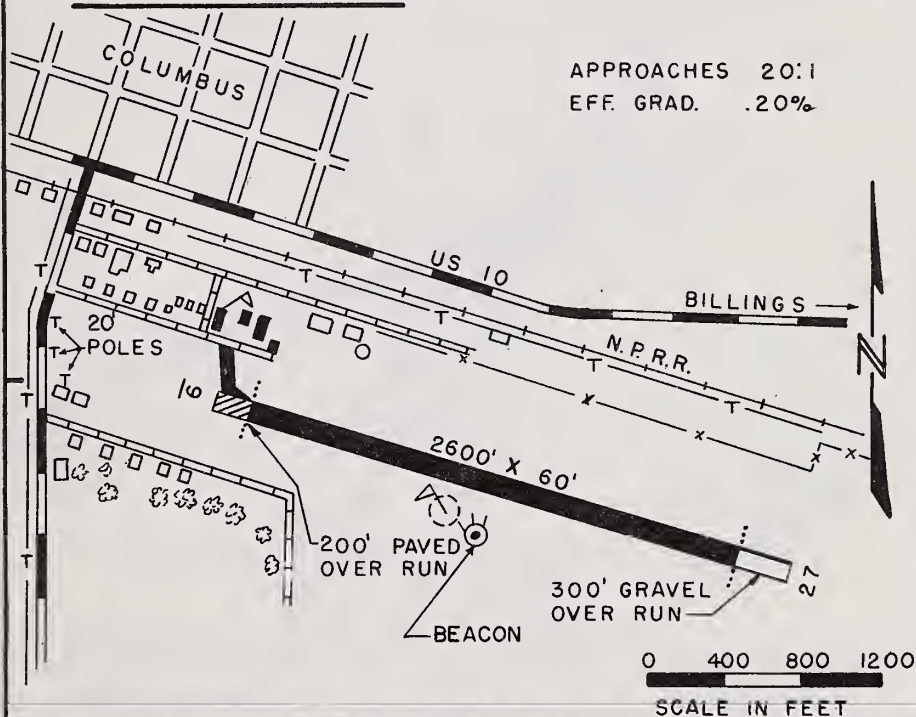 COLUMBUS
APPROACHES 20:1
EFF. GRAD. .20%
US 10
BILLINGS
N.P.R.R.
T
T
T
T
T
T
T
T
T
T
20'
POLES
N
x
x
x
x
x
9
2600' X 60'
200' PAVED
OVER RUN
300' GRAVEL
OVER RUN
27
BEACON
0 400 800 1200
SCALE IN FEET